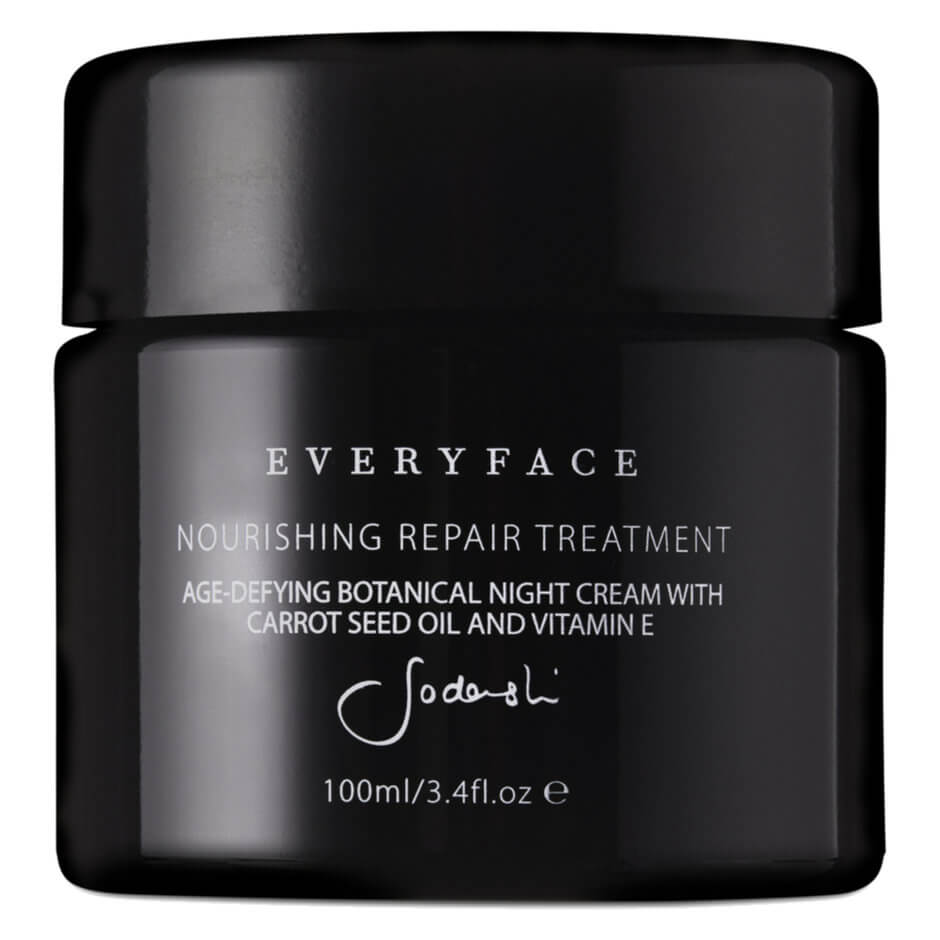 EVERYFACE
NOURISHING REPAIR TREATMENT
AGE-DEFYING BOTANICAL NIGHT CREAM WITH
CARROT SEED OIL AND VITAMIN E
Sodashi
100ml/3.4fl.oz ℮